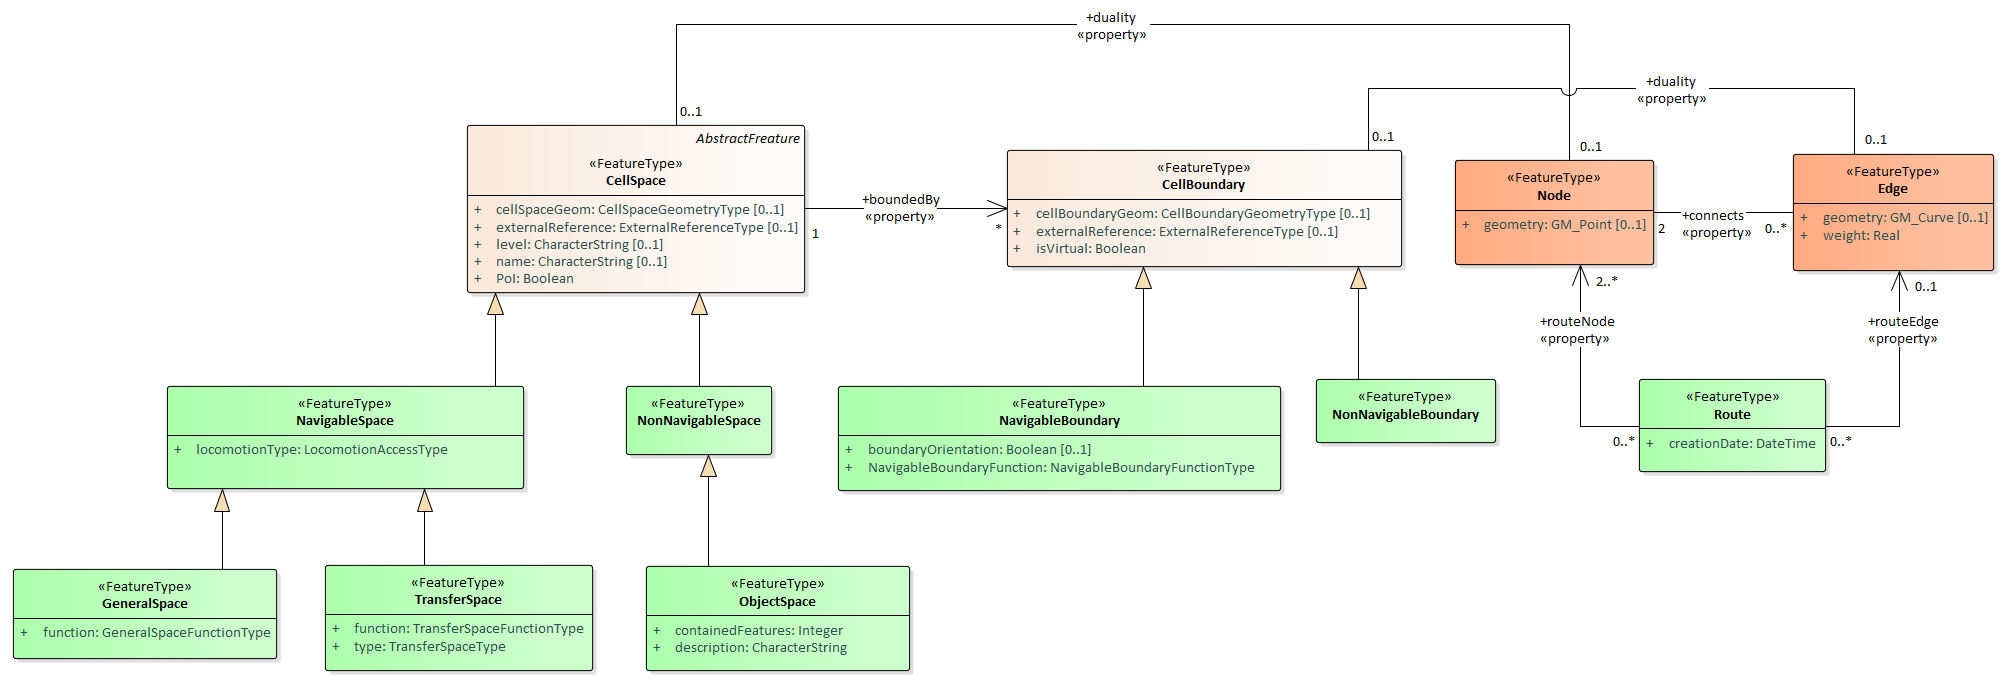 +duality
«property»
+duality
«property»
0..1
0..1
0..1
0..1
AbstractFreature
«FeatureType»
CellSpace
+ cellSpaceGeom: CellSpaceGeometryType [0..1]
+ externalReference: ExternalReferenceType [0..1]
+ level: CharacterString [0..1]
+ name: CharacterString [0..1]
+ PoI: Boolean
+boundedBy
«property»
1
*
«FeatureType»
CellBoundary
+ cellBoundaryGeom: CellBoundaryGeometryType [0..1]
+ externalReference: ExternalReferenceType [0..1]
+ isVirtual: Boolean
«FeatureType»
Node
+ geometry: GM_Point [0..1]
+connects
«property»
2
0..*
«FeatureType»
Edge
+ geometry: GM_Curve [0..1]
+ weight: Real
2..*
0..1
+routeNode
«property»
+routeEdge
«property»
«FeatureType»
NavigableSpace
+ locomotionType: LocomotionAccessType
«FeatureType»
NonNavigableSpace
«FeatureType»
NavigableBoundary
+ boundaryOrientation: Boolean [0..1]
+ NavigableBoundaryFunction: NavigableBoundaryFunctionType
«FeatureType»
NonNavigableBoundary
«FeatureType»
Route
+ creationDate: DateTime
0..*
0..*
«FeatureType»
GeneralSpace
+ function: GeneralSpaceFunctionType
«FeatureType»
TransferSpace
+ function: TransferSpaceFunctionType
+ type: TransferSpaceType
«FeatureType»
ObjectSpace
+ containedFeatures: Integer
+ description: CharacterString